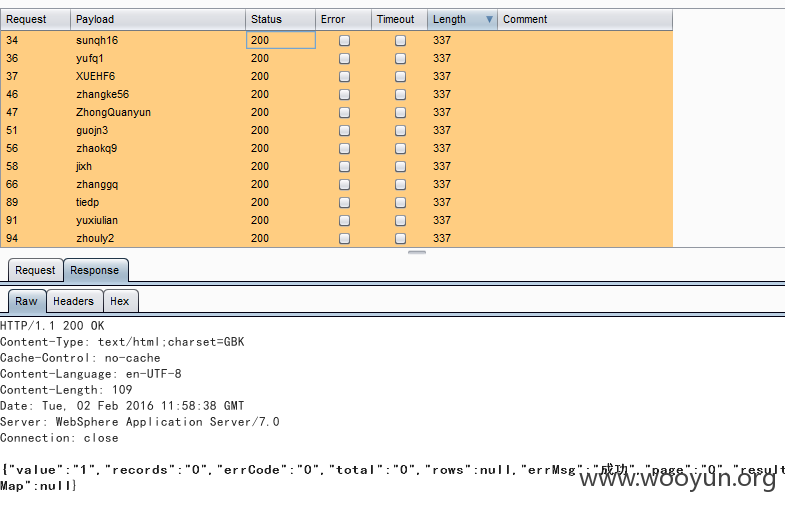 Request Payload Status Error Timeout Length Comment
34 sunqh16 200 337
36 yufq1 200 337
37 XUEHF6 200 337
46 zhangke56 200 337
47 ZhongQuanyun 200 337
51 guojn3 200 337
56 zhaokq9 200 337
58 jixh 200 337
66 zhanggq 200 337
89 tiedp 200 337
91 yuxiulian 200 337
94 zhouly2 200 337
Request Response
Raw Headers Hex
HTTP/1.1 200 OK
Content-Type: text/html;charset=GBK
Cache-Control: no-cache
Content-Language: en-UTF-8
Content-Length: 109
Date: Tue, 02 Feb 2016 11:58:38 GMT
Server: WebSphere Application Server/7.0
Connection: close
{"value":"1","records":"0","errCode":"0","total":"0","rows":null,"errMsg":"成功","page":"0","result
Map":null}
www.wooyun.org